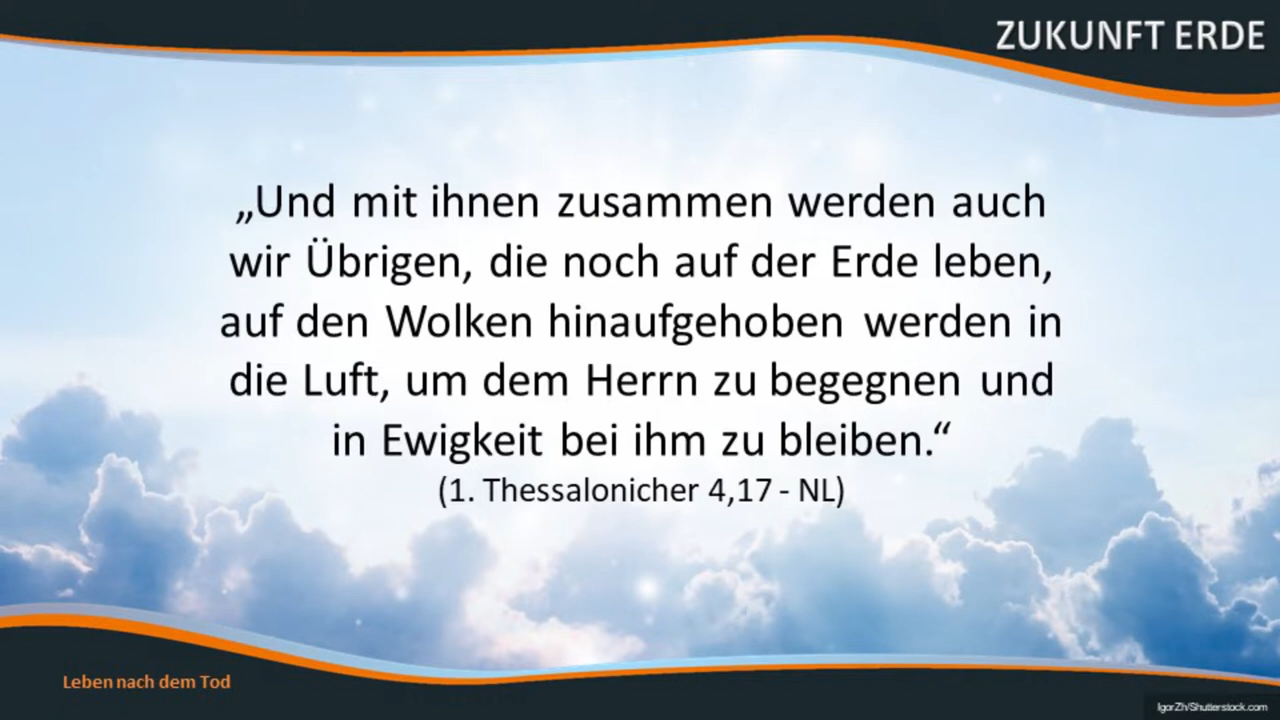 ZUKUNFT ERDE
„Und mit ihnen zusammen werden auch
wir Übrigen, die noch auf der Erde leben,
auf den Wolken hinaufgehoben werden in
die Luft, um dem Herrn zu begegnen und
in Ewigkeit bei ihm zu bleiben.“
(1. Thessalonicher 4,17 - NL)
Leben nach dem Tod
IgorZh/Shutterstock.com